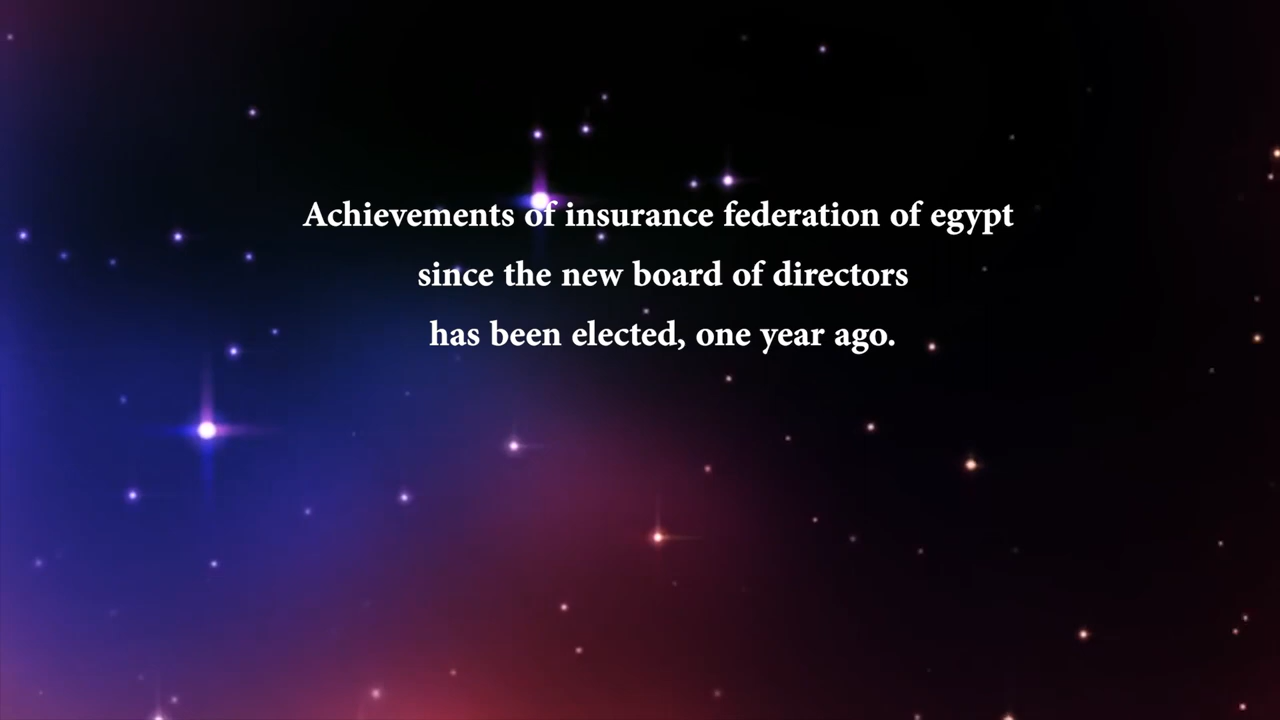 Achievements of insurance federation of egypt
since the new board of directors
has been elected, one year ago.